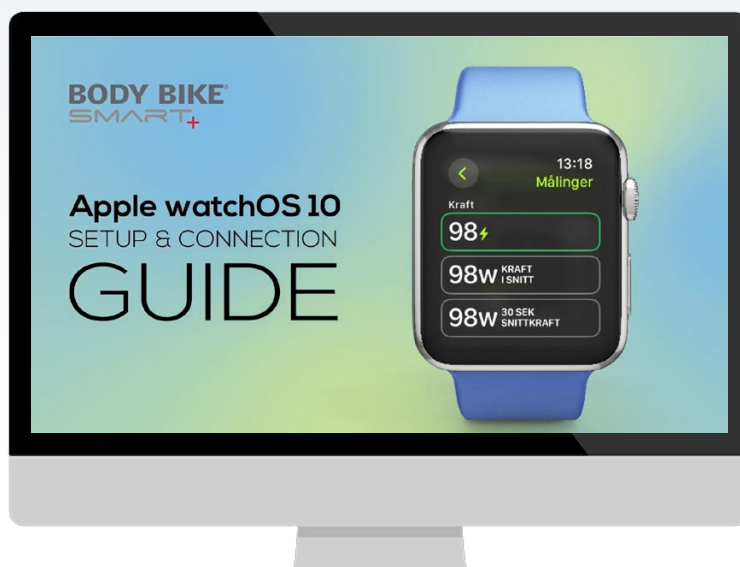 BODY BIKE®
SMART+
Apple watchOS 10
SETUP & CONNECTION
GUIDE
13:18
Målinger
Kraft
98
98W KRAFT I SNITT
98W 30 SEK SNITTKRAFT